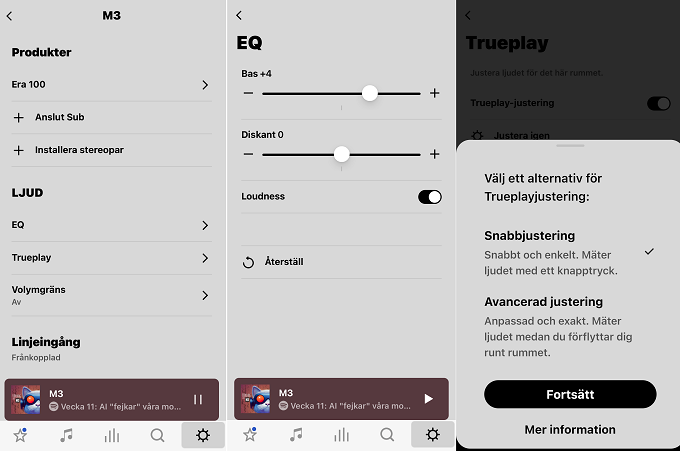 M3
Produkter
Era 100
Anslut Sub
Installera stereopar
LJUD
EQ
Trueplay
Volymgräns
Av
Linjeingång
Frånkopplad
M3
Vecka 11: AI "fejkar" våra mo...
EQ
Bas +4
Diskant 0
Loudness
Återställ
M3
Vecka 11: AI "fejkar" våra mo...
Trueplay
Justera ljudet för det här rummet.
Trueplay-justering
Justera igen
Välj ett alternativ för
Trueplayjustering:
Snabbjustering
Snabbt och enkelt. Mäter
ljudet med ett knapptryck.
Avancerad justering
Anpassad och exakt. Mäter
ljudet medan du förflyttar dig
runt rummet.
Fortsätt
Mer information